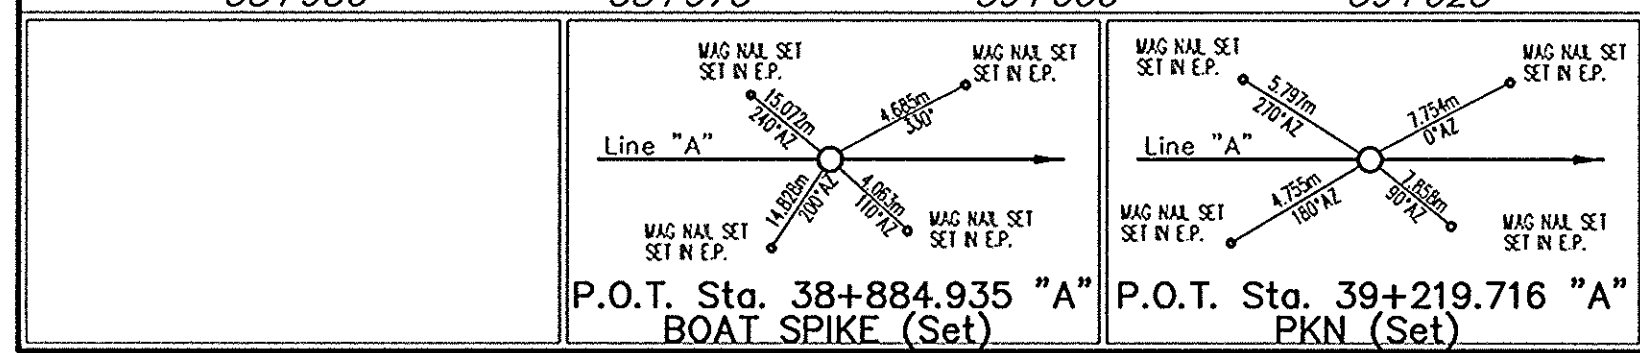 MAG NAIL SET
SET IN E.P.
MAG NAIL SET
SET IN E.P.
15.072m
240°AZ
4.685m
330°
Line "A"
14.828m
200°AZ
4.063m
110°AZ
MAG NAIL SET
SET IN E.P.
MAG NAIL SET
SET IN E.P.
P.O.T. Sta. 38+884.935 "A"
BOAT SPIKE (Set)
MAG NAIL SET
SET IN E.P.
MAG NAIL SET
SET IN E.P.
5.797m
270°AZ
7.754m
0°AZ
Line "A"
4.755m
180°AZ
7.858m
90°AZ
MAG NAIL SET
SET IN E.P.
MAG NAIL SET
SET IN E.P.
P.O.T. Sta. 39+219.716 "A"
PKN (Set)